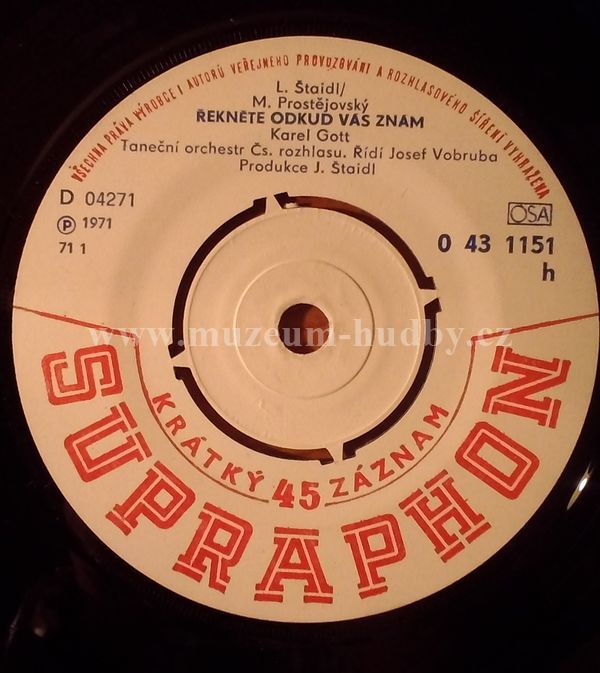 VŠECHNA PRÁVA VÝROBCE I AUTORŮ VEŘEJNÉHO PROVOZOVÁNÍ A ROZHLASOVÉHO ŠÍŘENÍ VYHRAZENA
L. Štaidl/
M. Prostějovský
ŘEKNĚTE ODKUD VÁS ZNÁM
Karel Gott
Taneční orchestr Čs. rozhlasu. Řídí Josef Vobruba
Produkce J. Štaidl
D 04271
Ⓟ 1971
71 1
OSA
0 43 1151
h
www.muzeum-hudby.cz
KRÁTKÝ 45 ZÁZNAM
SUPRAPHON